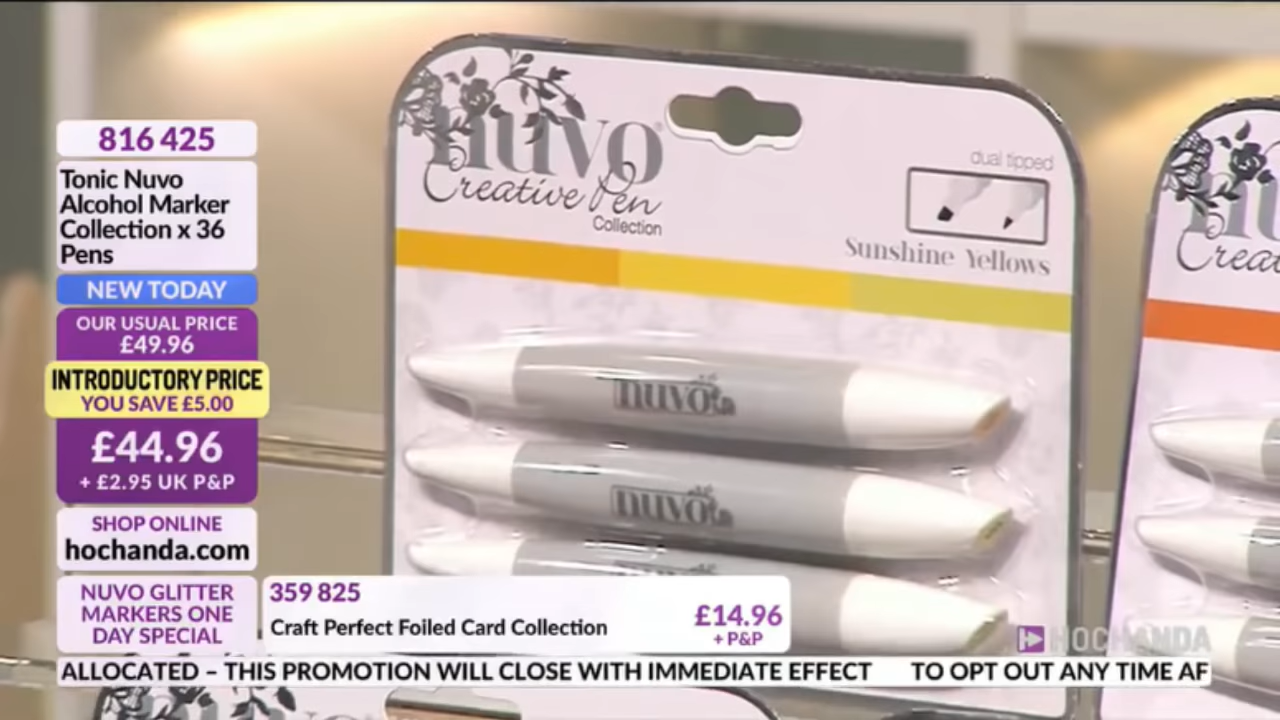 816 425
Tonic Nuvo
Alcohol Marker
Collection x 36
Pens
NEW TODAY
OUR USUAL PRICE
£49.96
INTRODUCTORY PRICE
YOU SAVE £5.00
£44.96
+ £2.95 UK P&P
SHOP ONLINE
hochanda.com
NUVO GLITTER
MARKERS ONE
DAY SPECIAL
359 825
Craft Perfect Foiled Card Collection
£14.96
+ P&P
HOCHANDA
ALLOCATED – THIS PROMOTION WILL CLOSE WITH IMMEDIATE EFFECT TO OPT OUT ANY TIME AF
nuvo
Creative Pen
Collection
dual tipped
Sunshine Yellows
nuvo
nuvo